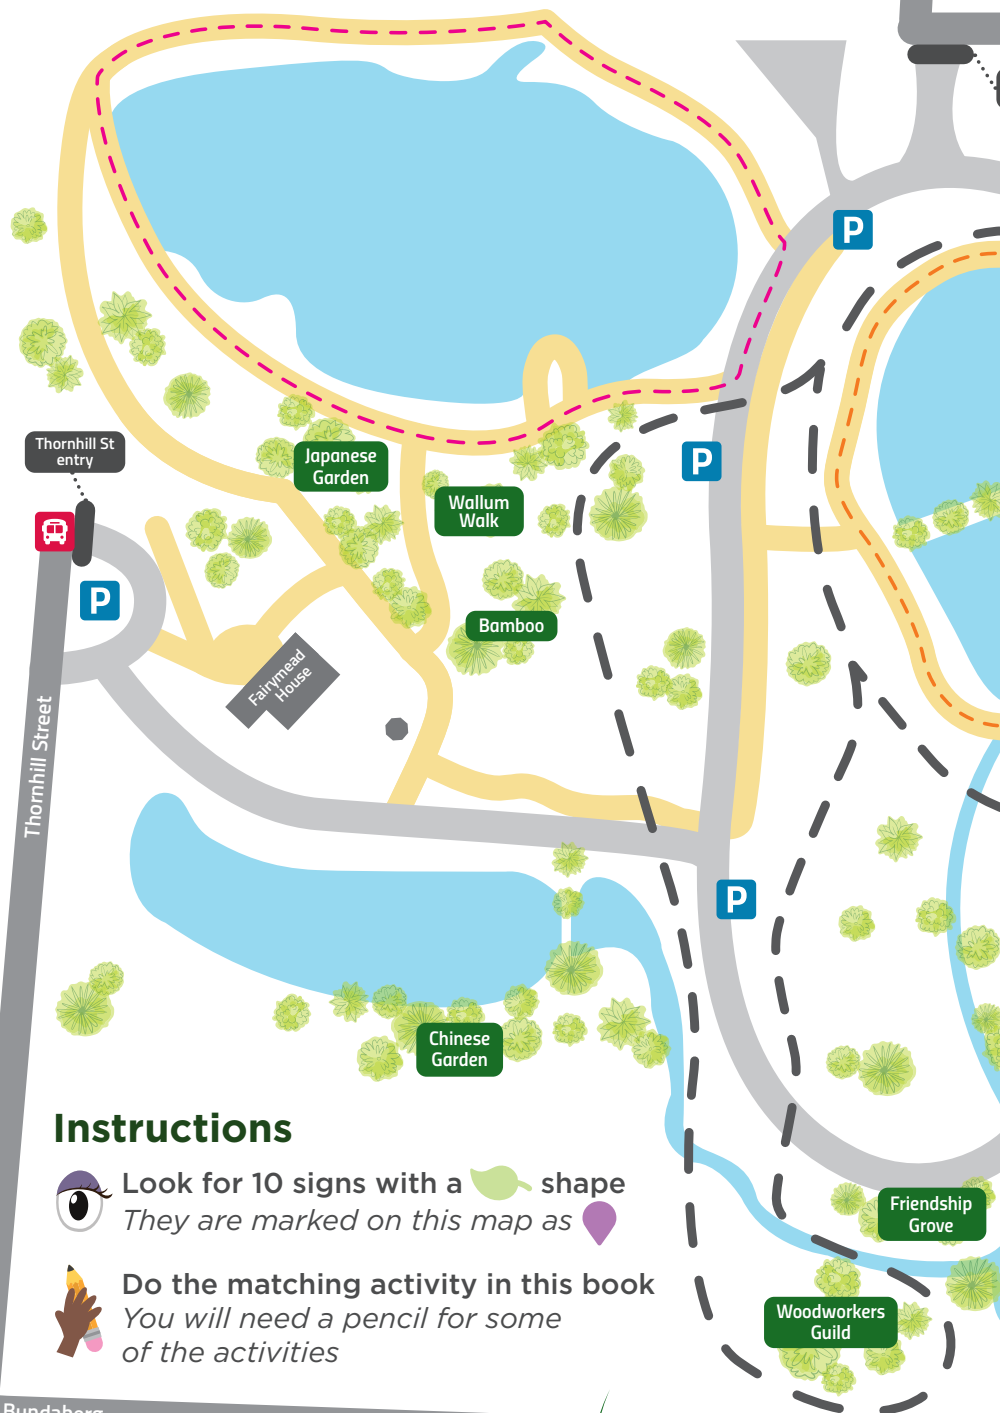 P
Thornhill St
entry
Japanese
Garden
P
Wallum
Walk
P
Bamboo
Fairymead
House
Thornhill Street
P
Chinese
Garden
Instructions
Look for 10 signs with a shape
They are marked on this map as
Friendship
Grove
Do the matching activity in this book
You will need a pencil for some
of the activities
Woodworkers
Guild
Bundaberg